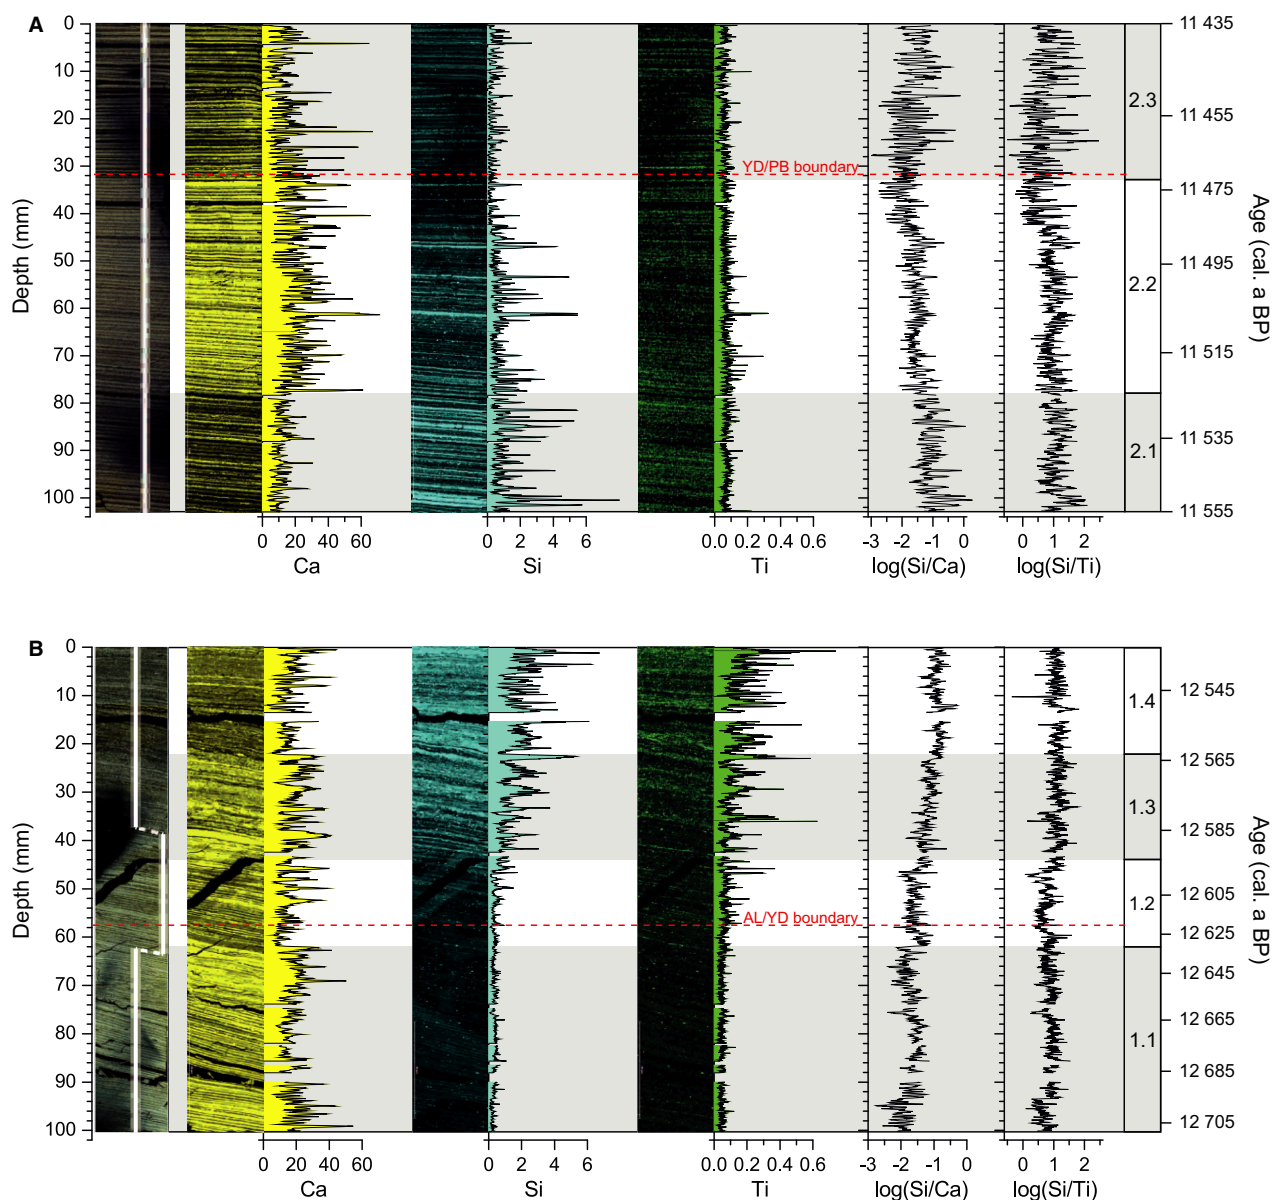 A
0
10
20
30
40
50
60
70
80
90
100
Depth (mm)
YD/PB boundary
2.3
2.2
2.1
11 435
11 455
11 475
11 495
11 515
11 535
11 555
Age (cal. a BP)
0 20 40 60
0 2 4 6
0.0 0.2 0.4 0.6
-3 -2 -1 0
0 1 2
Ca
Si
Ti
log(Si/Ca)
log(Si/Ti)
B
0
10
20
30
40
50
60
70
80
90
100
Depth (mm)
AL/YD boundary
1.4
1.3
1.2
1.1
12 545
12 565
12 585
12 605
12 625
12 645
12 665
12 685
12 705
Age (cal. a BP)
0 20 40 60
0 2 4 6
0.0 0.2 0.4 0.6
-3 -2 -1 0
0 1 2
Ca
Si
Ti
log(Si/Ca)
log(Si/Ti)